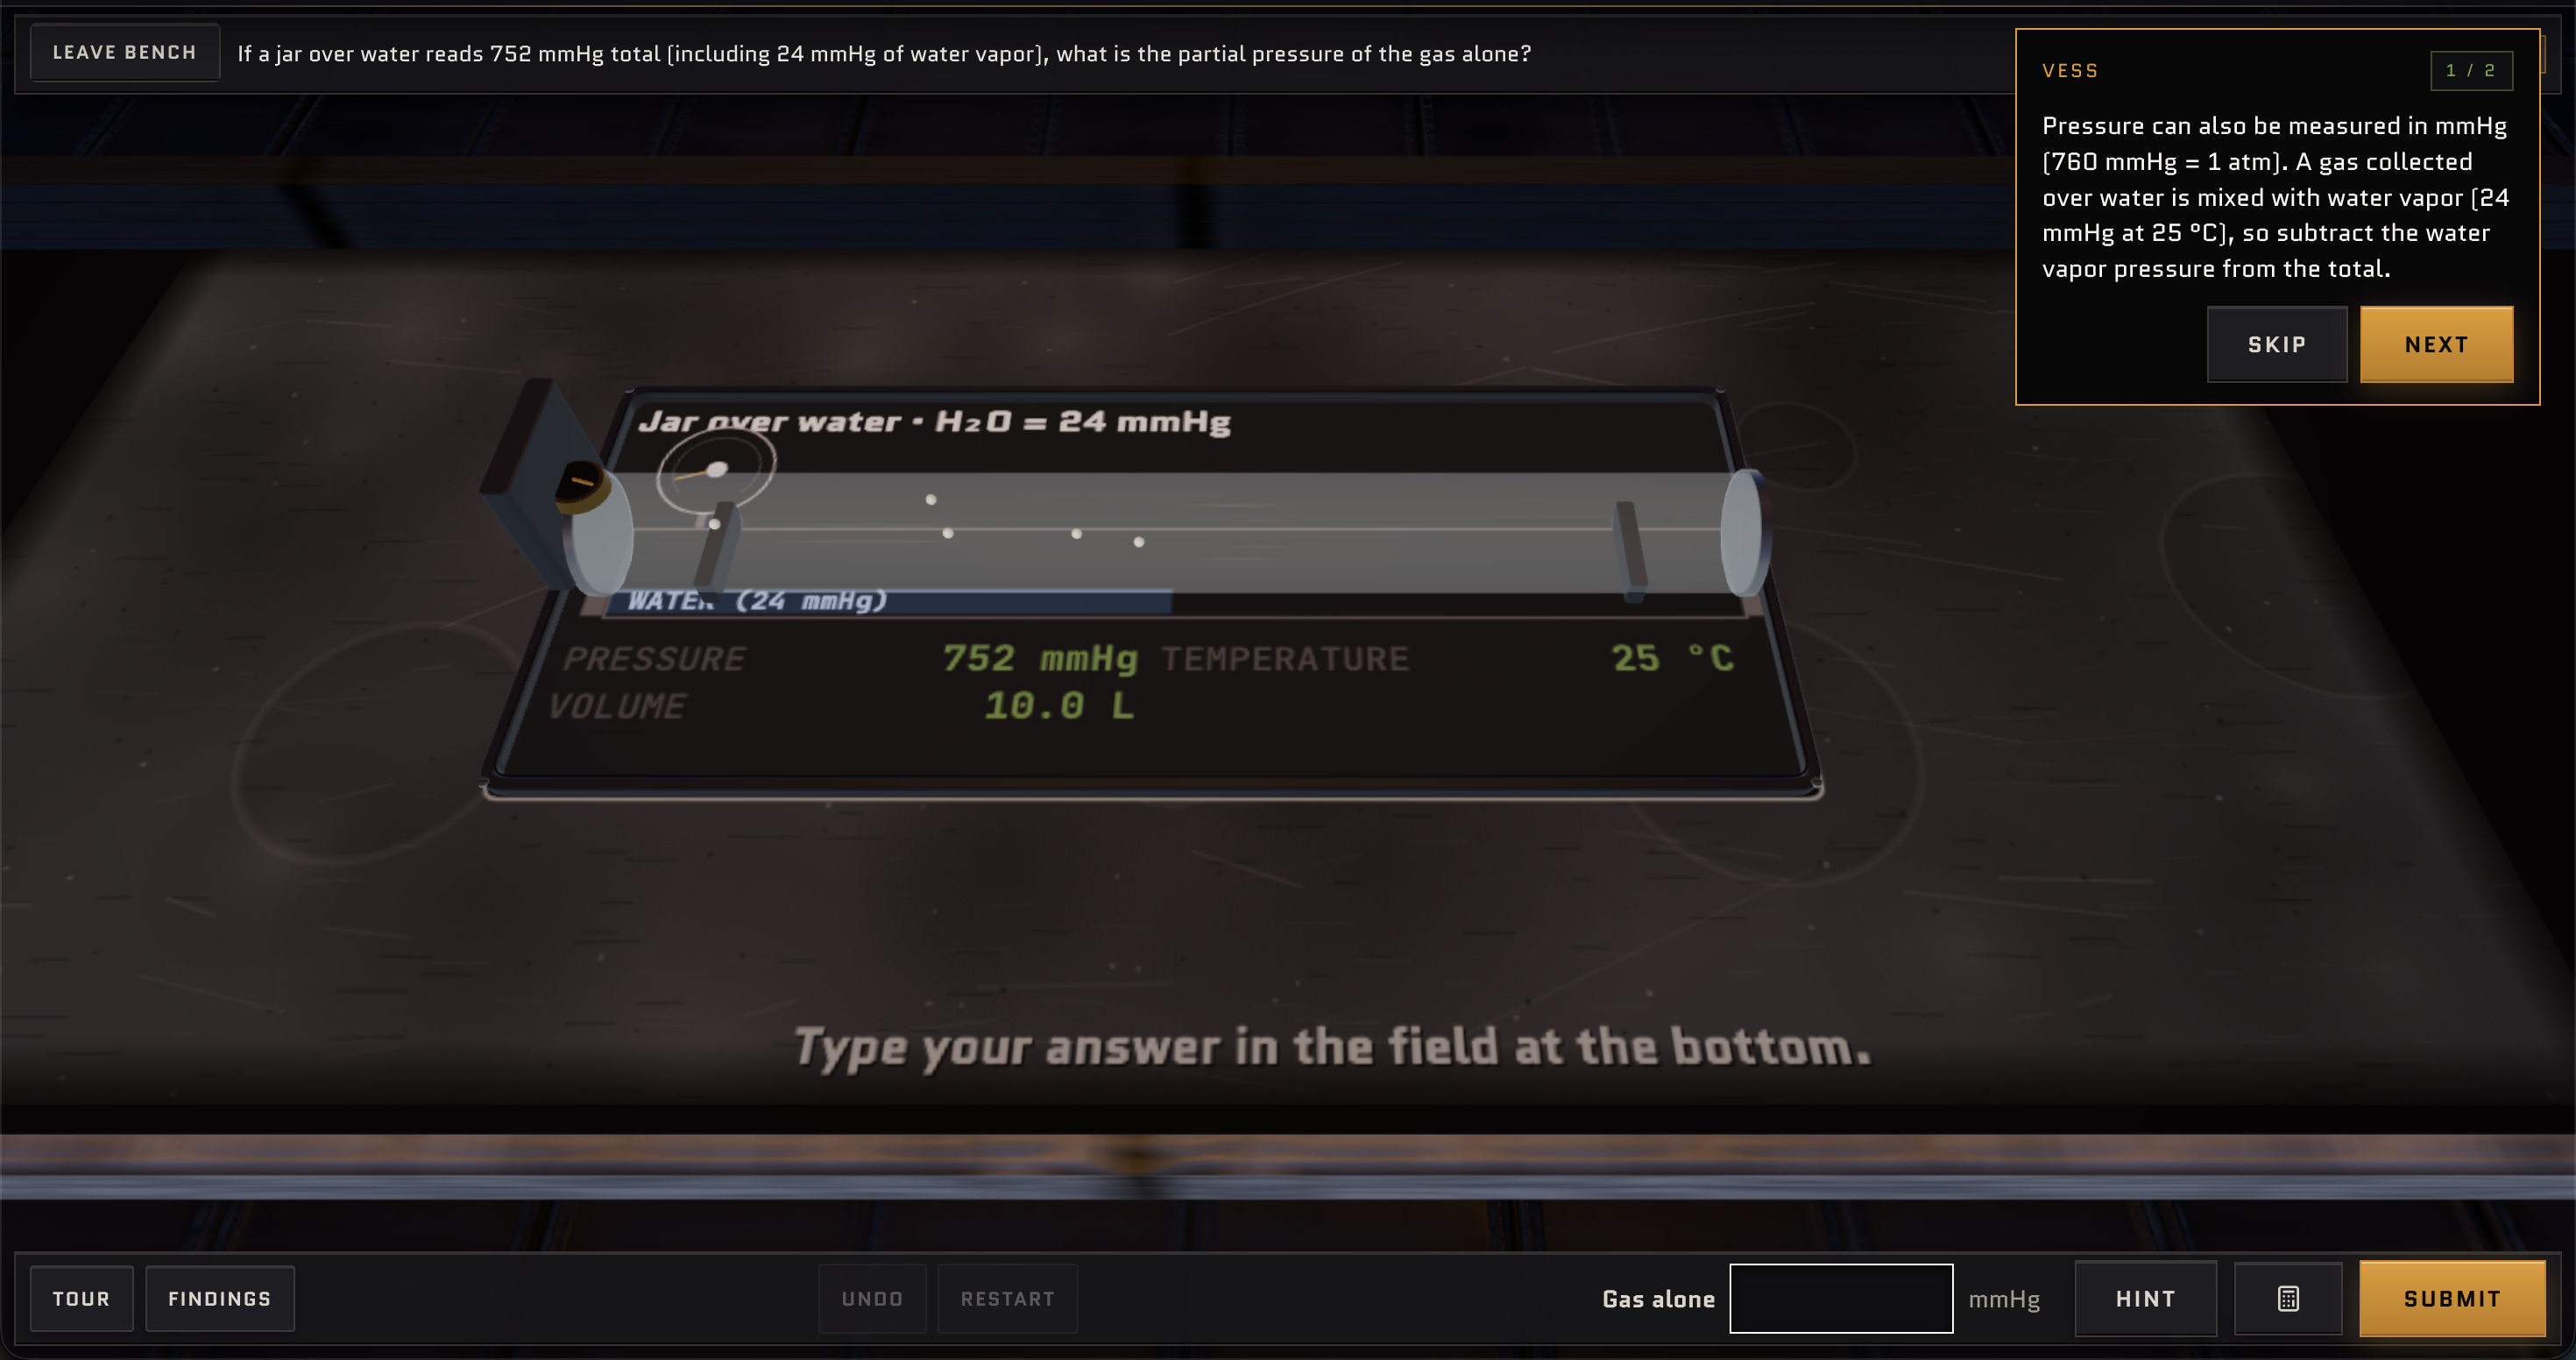 LEAVE BENCH
If a jar over water reads 752 mmHg total (including 24 mmHg of water vapor), what is the partial pressure of the gas alone?
VESS
1 / 2
Pressure can also be measured in mmHg
(760 mmHg = 1 atm). A gas collected
over water is mixed with water vapor (24
mmHg at 25 °C), so subtract the water
vapor pressure from the total.
SKIP
NEXT
Jar over water · H₂O = 24 mmHg
WATER (24 mmHg)
PRESSURE 752 mmHg TEMPERATURE 25 °C
VOLUME 10.0 L
Type your answer in the field at the bottom.
TOUR
FINDINGS
UNDO
RESTART
Gas alone
mmHg
HINT
SUBMIT